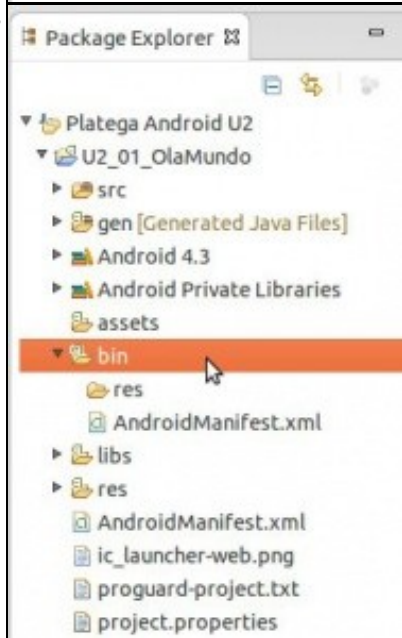 Package Explorer
Platega Android U2
U2_01_OlaMundo
src
gen [Generated Java Files]
Android 4.3
Android Private Libraries
assets
bin
res
AndroidManifest.xml
libs
res
AndroidManifest.xml
ic_launcher-web.png
proguard-project.txt
project.properties